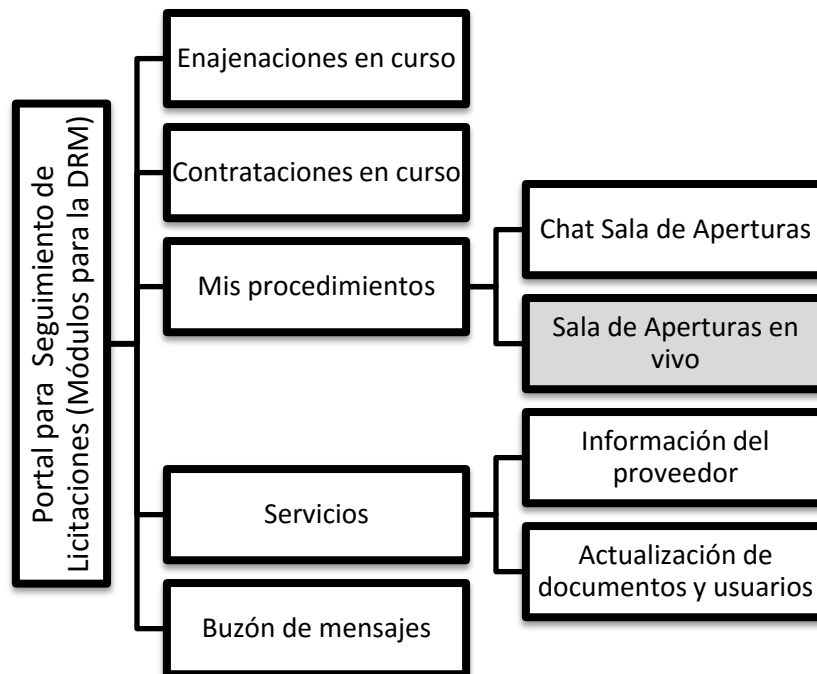 Portal para Seguimiento de
Licitaciones (Módulos para la DRM)
Enajenaciones en curso
Contrataciones en curso
Mis procedimientos
Chat Sala de Aperturas
Sala de Aperturas en
vivo
Servicios
Información del
proveedor
Actualización de
documentos y usuarios
Buzón de mensajes